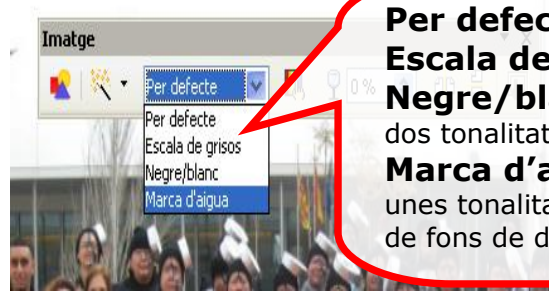 Imatge
Per defecte
0 %
Per defecte
Escala de grisos
Negre/blanc
Marca d'aigua
Per defec
Escala de
Negre/bl
dos tonalitat
Marca d’a
unes tonalita
de fons de d